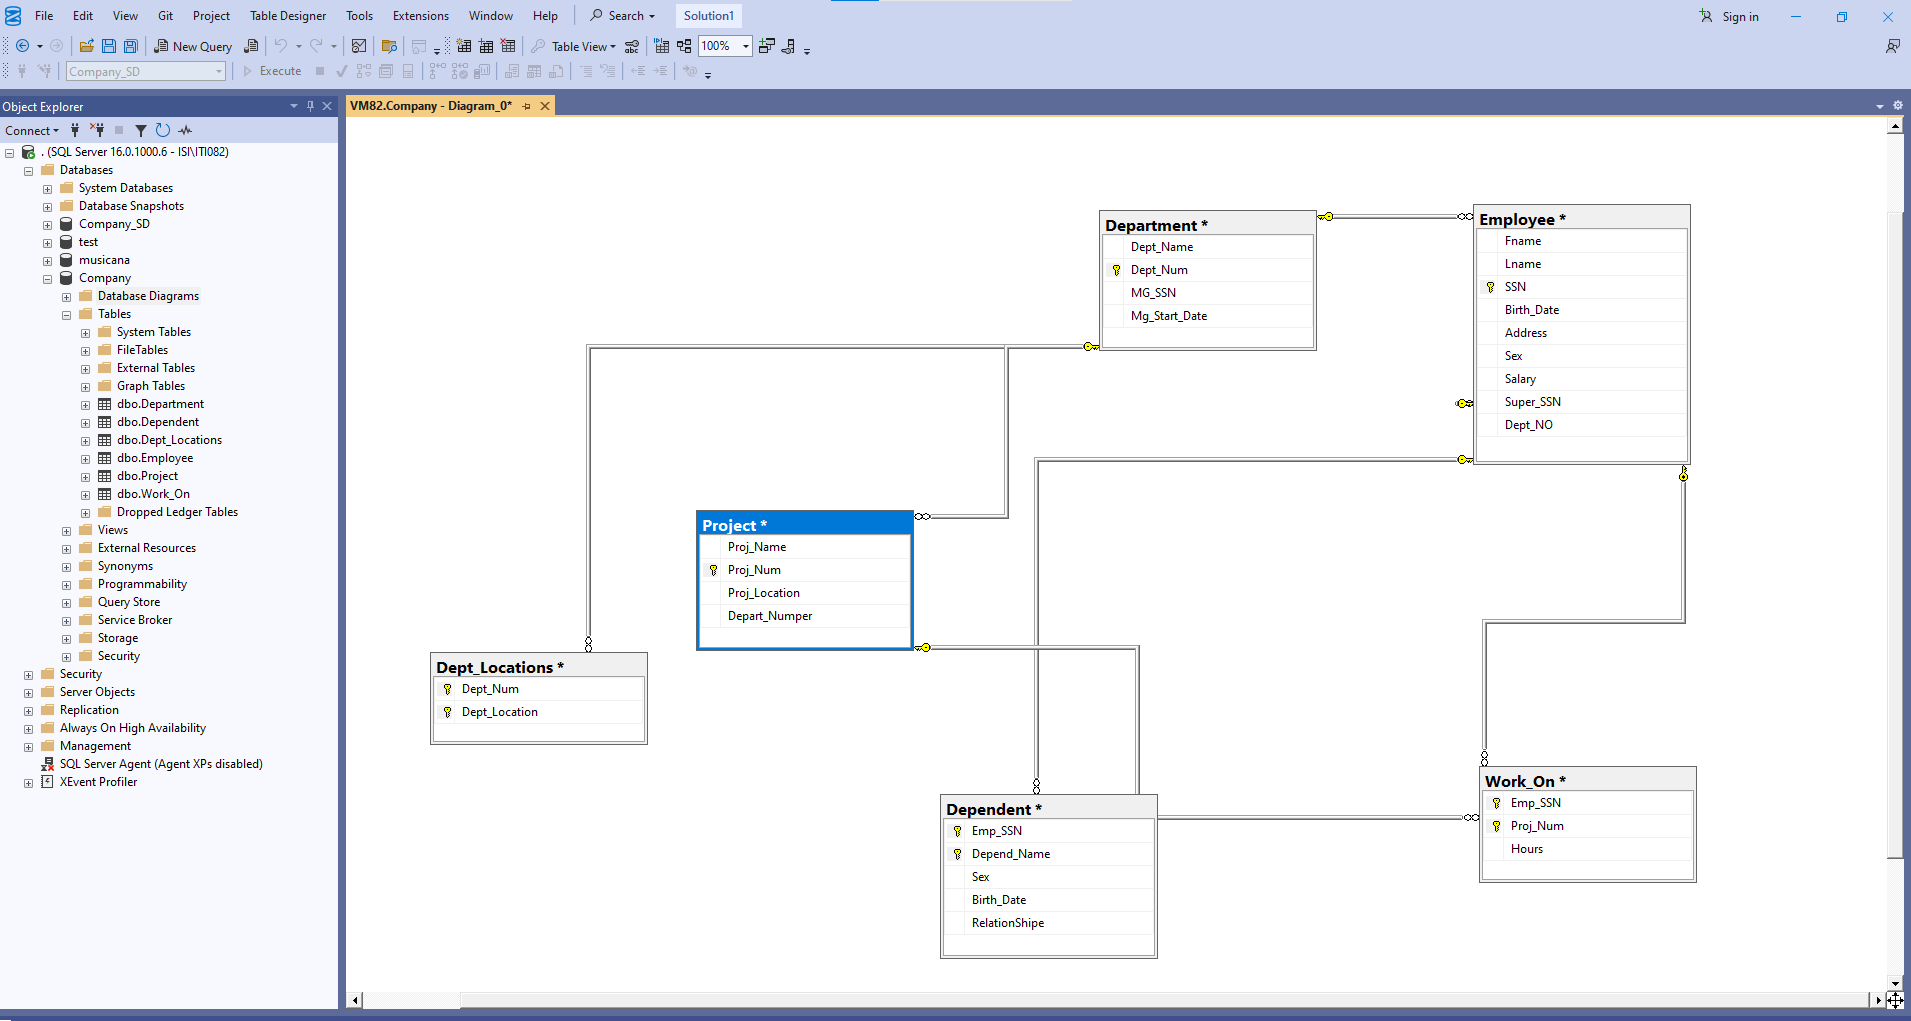 File Edit View Git Project Table Designer Tools Extensions Window Help Search Solution1 Sign in
New Query Table View 100%
Company_SD Execute
Object Explorer
Connect
. (SQL Server 16.0.1000.6 - ISI\ITI082)
Databases
System Databases
Database Snapshots
Company_SD
test
musicana
Company
Database Diagrams
Tables
System Tables
FileTables
External Tables
Graph Tables
dbo.Department
dbo.Dependent
dbo.Dept_Locations
dbo.Employee
dbo.Project
dbo.Work_On
Dropped Ledger Tables
Views
External Resources
Synonyms
Programmability
Query Store
Service Broker
Storage
Security
Security
Server Objects
Replication
Always On High Availability
Management
SQL Server Agent (Agent XPs disabled)
XEvent Profiler
VM82.Company - Diagram_0*
Department *
Dept_Name
Dept_Num
MG_SSN
Mg_Start_Date
Employee *
Fname
Lname
SSN
Birth_Date
Address
Sex
Salary
Super_SSN
Dept_NO
Project *
Proj_Name
Proj_Num
Proj_Location
Depart_Numper
Dept_Locations *
Dept_Num
Dept_Location
Dependent *
Emp_SSN
Depend_Name
Sex
Birth_Date
RelationShipe
Work_On *
Emp_SSN
Proj_Num
Hours